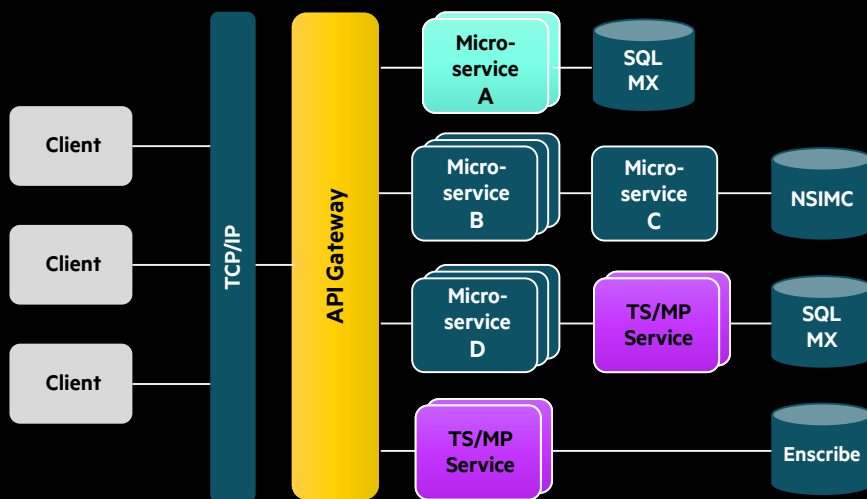 Client
Client
Client
TCP/IP
API Gateway
Micro-
service
A
SQL
MX
Micro-
service
B
Micro-
service
C
NSIMC
Micro-
service
D
TS/MP
Service
SQL
MX
TS/MP
Service
Enscribe